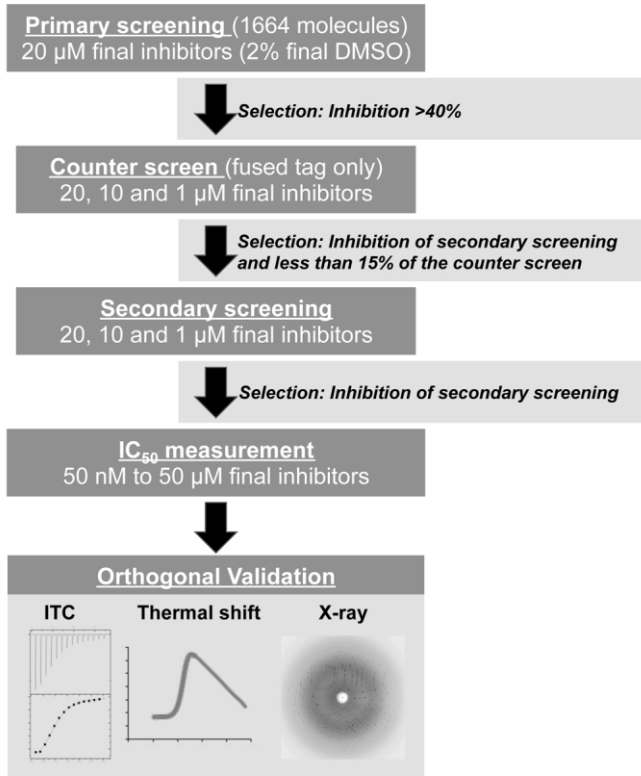 Primary screening (1664 molecules)
20 µM final inhibitors (2% final DMSO)
Selection: Inhibition >40%
Counter screen (fused tag only)
20, 10 and 1 µM final inhibitors
Selection: Inhibition of secondary screening
and less than 15% of the counter screen
Secondary screening
20, 10 and 1 µM final inhibitors
Selection: Inhibition of secondary screening
IC50 measurement
50 nM to 50 µM final inhibitors
Orthogonal Validation
ITC Thermal shift X-ray